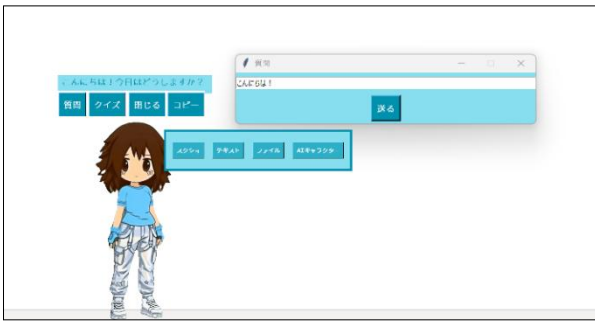 こんにちは！今日はどうしますか？
質問 クイズ 閉じる コピー
スクショ テキスト ファイル AIキャラクター
質問
こんにちは！
送る